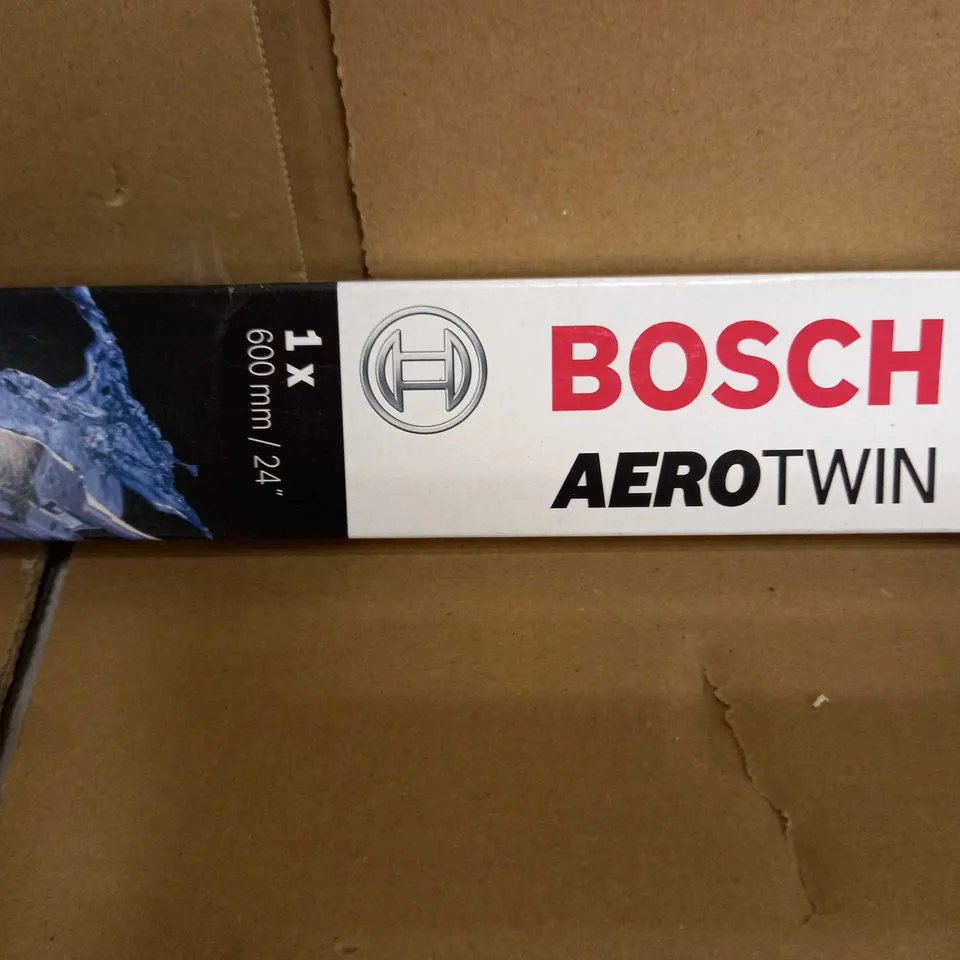 1 x
600 mm / 24"
BOSCH
AEROTWIN